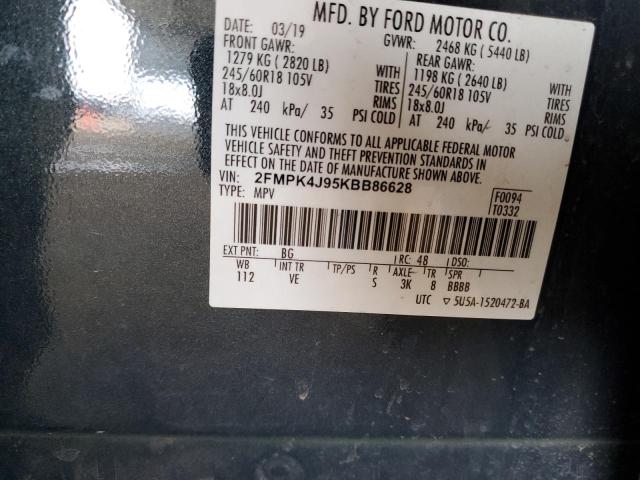 MFD. BY FORD MOTOR CO.
DATE: 03/19 GVWR: 2468 KG ( 5440 LB)
FRONT GAWR: REAR GAWR:
1279 KG ( 2820 LB) WITH 1198 KG ( 2640 LB) WITH
245/60R18 105V TIRES 245/60R18 105V TIRES
18x8.0J RIMS 18x8.0J RIMS
AT 240 kPa/ 35 PSI COLD AT 240 kPa/ 35 PSI COLD
THIS VEHICLE CONFORMS TO ALL APPLICABLE FEDERAL MOTOR
VEHICLE SAFETY AND THEFT PREVENTION STANDARDS IN
EFFECT ON THE DATE OF MANUFACTURE SHOWN ABOVE.
VIN: 2FMPK4J95KBB86628
TYPE: MPV
F0094
T0332
EXT PNT: BG RC: 48 DSO:
WB INT TR TP/PS R AXLE TR SPR
112 VE S 3K 8 BBBB
UTC ▽ 5U5A-1520472-BA